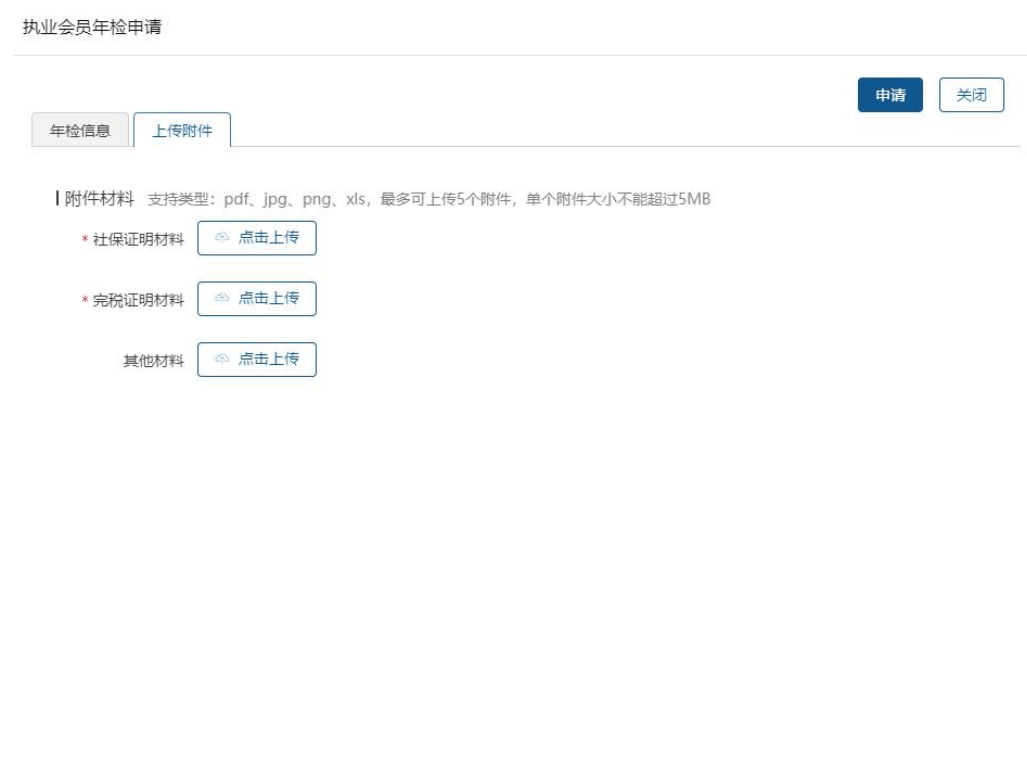 执业会员年检申请
申请 关闭
年检信息 上传附件
附件材料 支持类型：pdf、jpg、png、xls，最多可上传5个附件，单个附件大小不能超过5MB
* 社保证明材料 点击上传
* 完税证明材料 点击上传
其他材料 点击上传